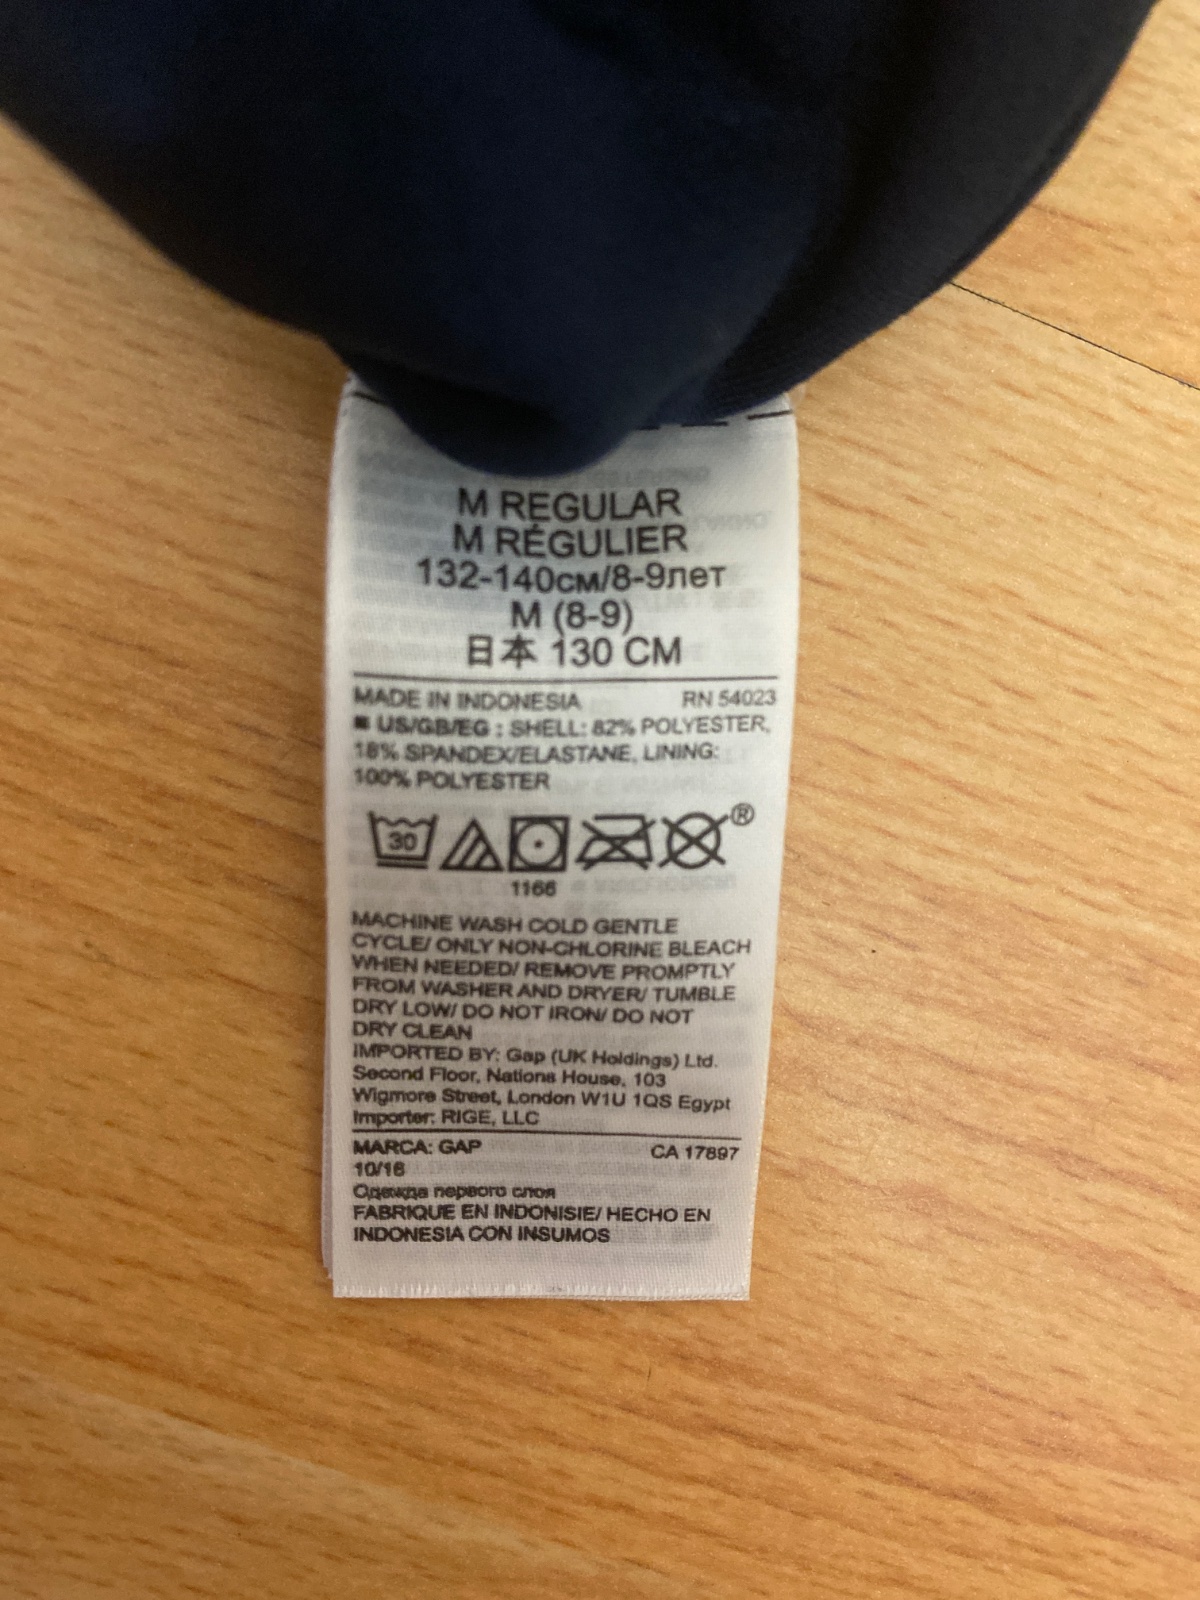 M REGULAR
M RÉGULIER
132-140см/8-9лет
M (8-9)
日本 130 CM
MADE IN INDONESIA RN 54023
■ US/GB/EG : SHELL: 82% POLYESTER,
18% SPANDEX/ELASTANE, LINING:
100% POLYESTER
30
®
1166
MACHINE WASH COLD GENTLE
CYCLE/ ONLY NON-CHLORINE BLEACH
WHEN NEEDED/ REMOVE PROMPTLY
FROM WASHER AND DRYER/ TUMBLE
DRY LOW/ DO NOT IRON/ DO NOT
DRY CLEAN
IMPORTED BY: Gap (UK Holdings) Ltd.
Second Floor, Nations House, 103
Wigmore Street, London W1U 1QS Egypt
Importer: RIGE, LLC
MARCA: GAP CA 17897
10/16
Одежда первого слоя
FABRIQUE EN INDONISIE/ HECHO EN
INDONESIA CON INSUMOS